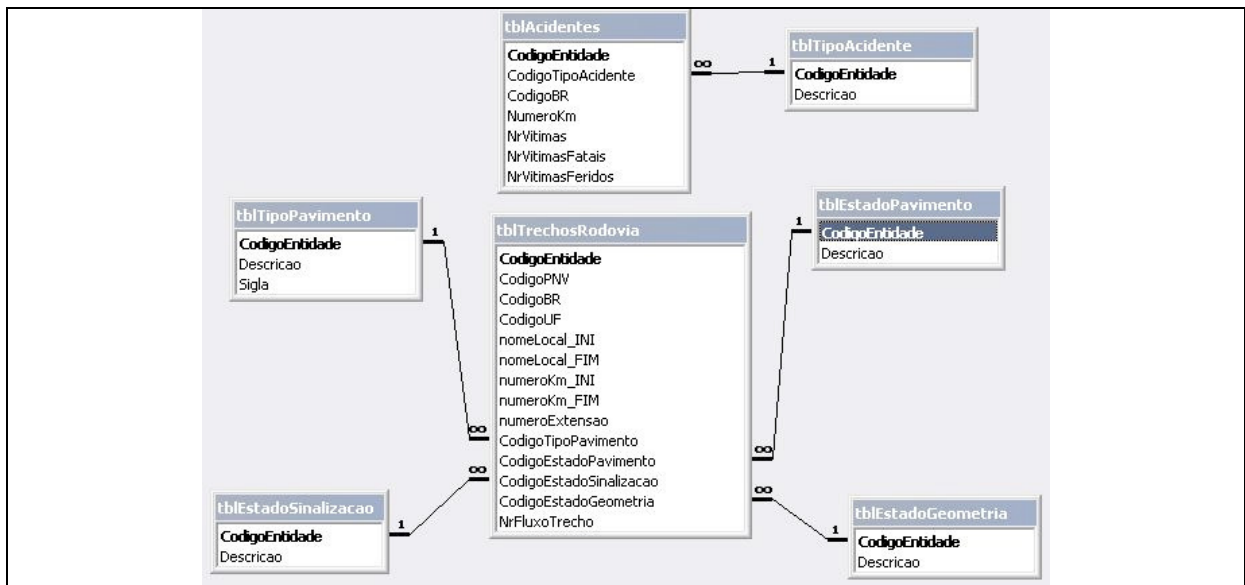 tblAcidentes
CodigoEntidade
CodigoTipoAcidente
CodigoBR
NumeroKm
NrVitimas
NrVitimasFatais
NrVitimasFeridos
∞
1
tblTipoAcidente
CodigoEntidade
Descricao
tblTipoPavimento
CodigoEntidade
Descricao
Sigla
1
∞
tblTrechosRodovia
CodigoEntidade
CodigoPNV
CodigoBR
CodigoUF
nomeLocal_INI
nomeLocal_FIM
numeroKm_INI
numeroKm_FIM
numeroExtensao
CodigoTipoPavimento
CodigoEstadoPavimento
CodigoEstadoSinalizacao
CodigoEstadoGeometria
NrFluxoTrecho
tblEstadoPavimento
CodigoEntidade
Descricao
1
∞
tblEstadoSinalizacao
CodigoEntidade
Descricao
1
∞
tblEstadoGeometria
CodigoEntidade
Descricao
1
∞